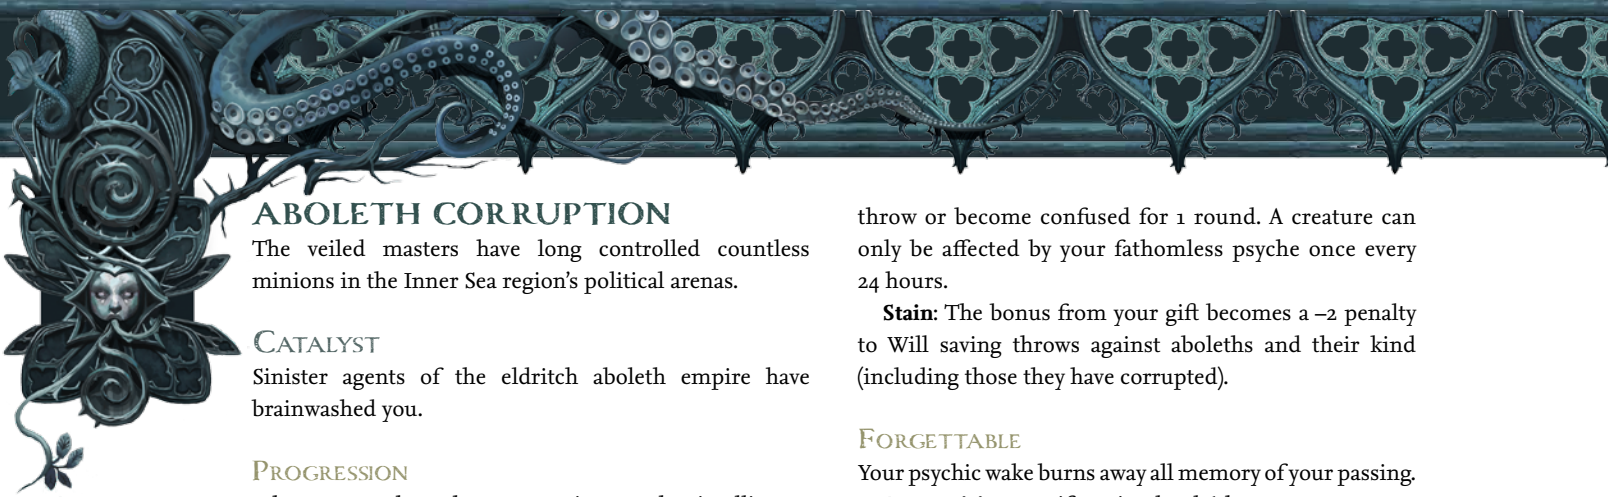 ABOLETH CORRUPTION
The veiled masters have long controlled countless
minions in the Inner Sea region's political arenas.
CATALYST
Sinister agents of the eldritch aboleth empire have
brainwashed you.
PROGRESSION
throw or become confused for 1 round. A creature can
only be affected by your fathomless psyche once every
24 hours.
Stain: The bonus from your gift becomes a –2 penalty
to Will saving throws against aboleths and their kind
(including those they have corrupted).
FORGETTABLE
Your psychic wake burns away all memory of your passing.